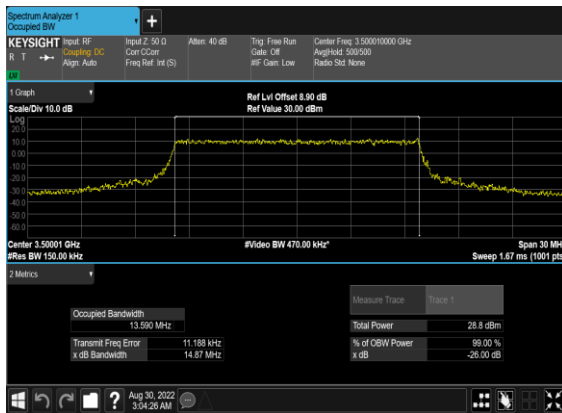 Spectrum Analyzer 1
Occupied BW
KEYSIGHT Input: RF Input Z: 50 Ω Atten: 40 dB Trig: Free Run Center Freq: 3.500010000 GHz
R T Coupling: DC Corr CCorr Gate: Off Avg|Hold: 500/500
Align: Auto Freq Ref: Int (S) #IF Gain: Low Radio Std: None
1 Graph
Ref Lvl Offset 8.90 dB
Scale/Div 10.0 dB Ref Value 30.00 dBm
Log
20.0
10.0
0.00
-10.0
-20.0
-30.0
-40.0
-50.0
-60.0
Center 3.50001 GHz #Video BW 470.00 kHz* Span 30 MH
#Res BW 150.00 kHz Sweep 1.67 ms (1001 pts
2 Metrics
Measure Trace Trace 1
Occupied Bandwidth
13.590 MHz Total Power 28.8 dBm
Transmit Freq Error 11.188 kHz % of OBW Power 99.00 %
x dB Bandwidth 14.87 MHz x dB -26.00 dB
? Aug 30, 2022
3:04:26 AM